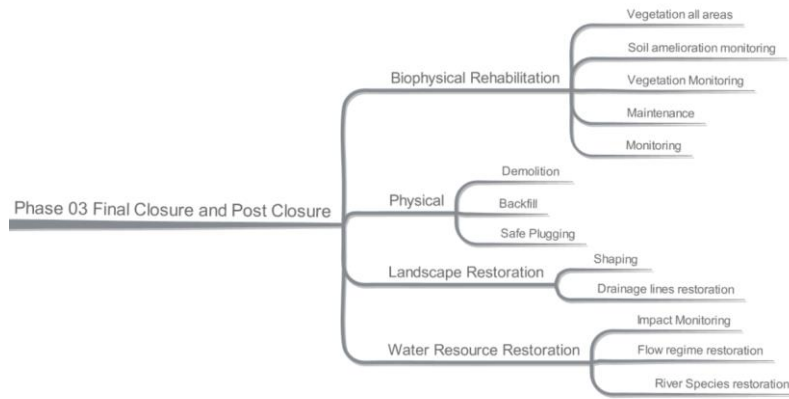 Phase 03 Final Closure and Post Closure
Biophysical Rehabilitation
Vegetation all areas
Soil amelioration monitoring
Vegetation Monitoring
Maintenance
Monitoring
Physical
Demolition
Backfill
Safe Plugging
Landscape Restoration
Shaping
Drainage lines restoration
Water Resource Restoration
Impact Monitoring
Flow regime restoration
River Species restoration